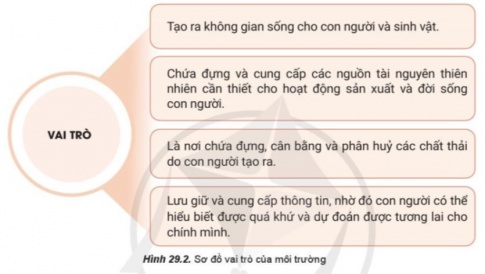 Tạo ra không gian sống cho con người và sinh vật.
Chứa đựng và cung cấp các nguồn tài nguyên thiên
nhiên cần thiết cho hoạt động sản xuất và đời sống
con người.
VAI TRÒ
Là nơi chứa đựng, cân bằng và phân huỷ các chất thải
do con người tạo ra.
Lưu giữ và cung cấp thông tin, nhờ đó con người có thể
hiểu biết được quá khứ và dự đoán được tương lai cho
chính mình.
Hình 29.2. Sơ đồ vai trò của môi trường